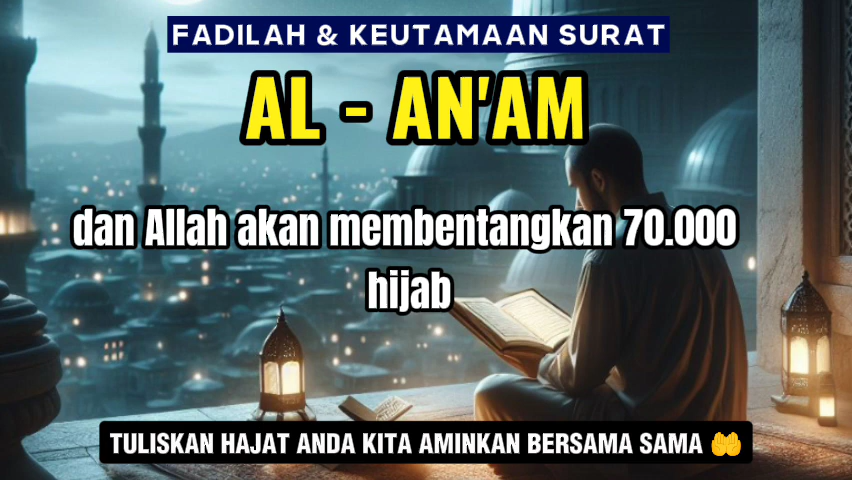 FADILAH & KEUTAMAAN SURAT
AL - AN'AM
dan Allah akan membentangkan 70.000
hijab
TULISKAN HAJAT ANDA KITA AMINKAN BERSAMA SAMA 🤲